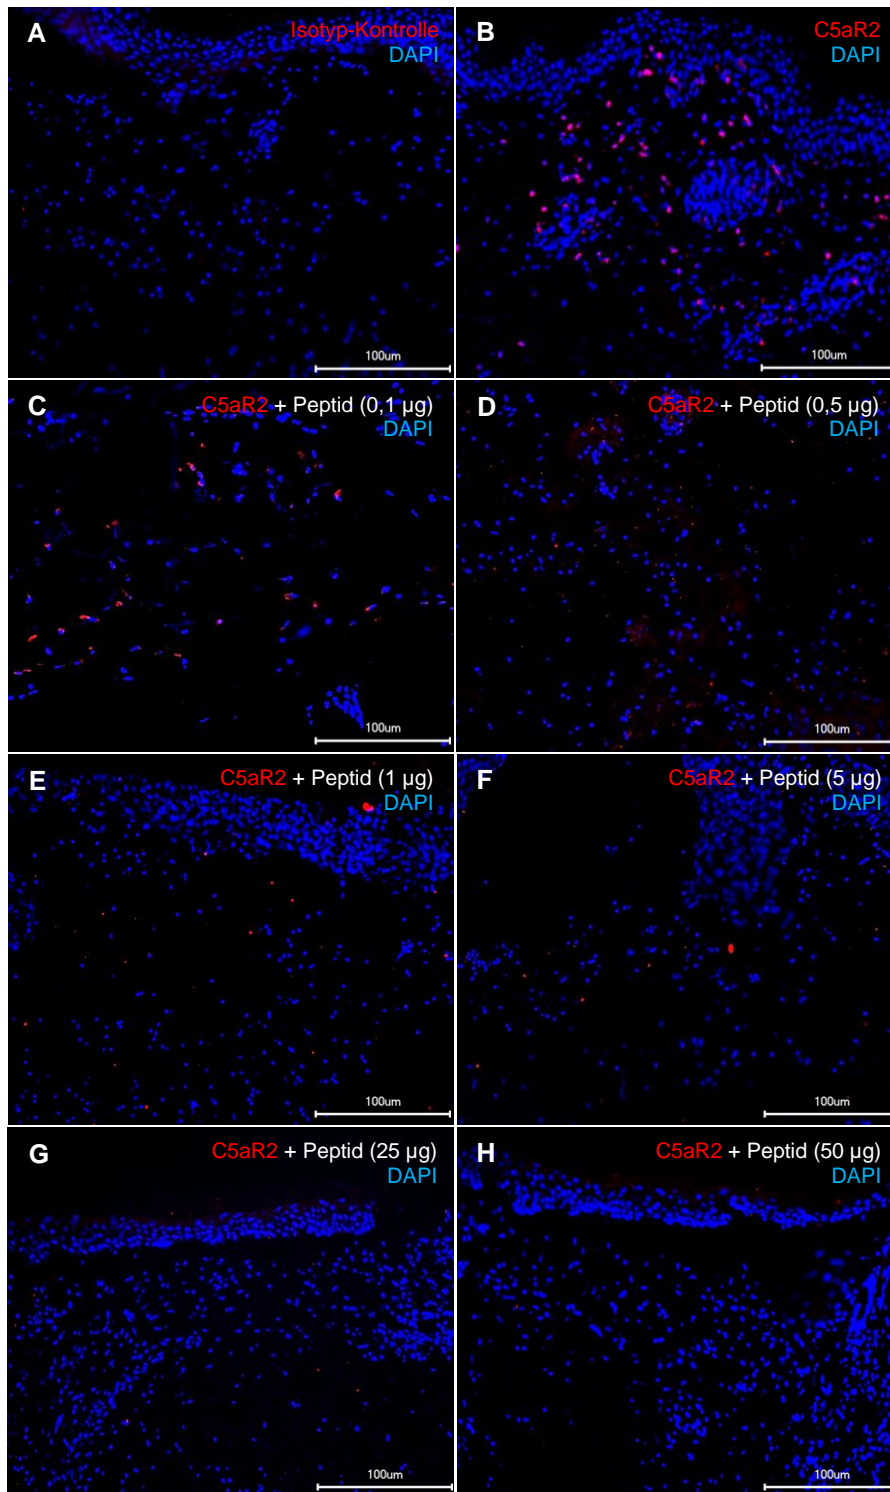 A
Isotyp-Kontrolle
DAPI
100um
B
C5aR2
DAPI
100um
C
C5aR2 + Peptid (0,1 µg)
DAPI
100um
D
C5aR2 + Peptid (0,5 µg)
DAPI
100um
E
C5aR2 + Peptid (1 µg)
DAPI
100um
F
C5aR2 + Peptid (5 µg)
DAPI
100um
G
C5aR2 + Peptid (25 µg)
DAPI
100um
H
C5aR2 + Peptid (50 µg)
DAPI
100um